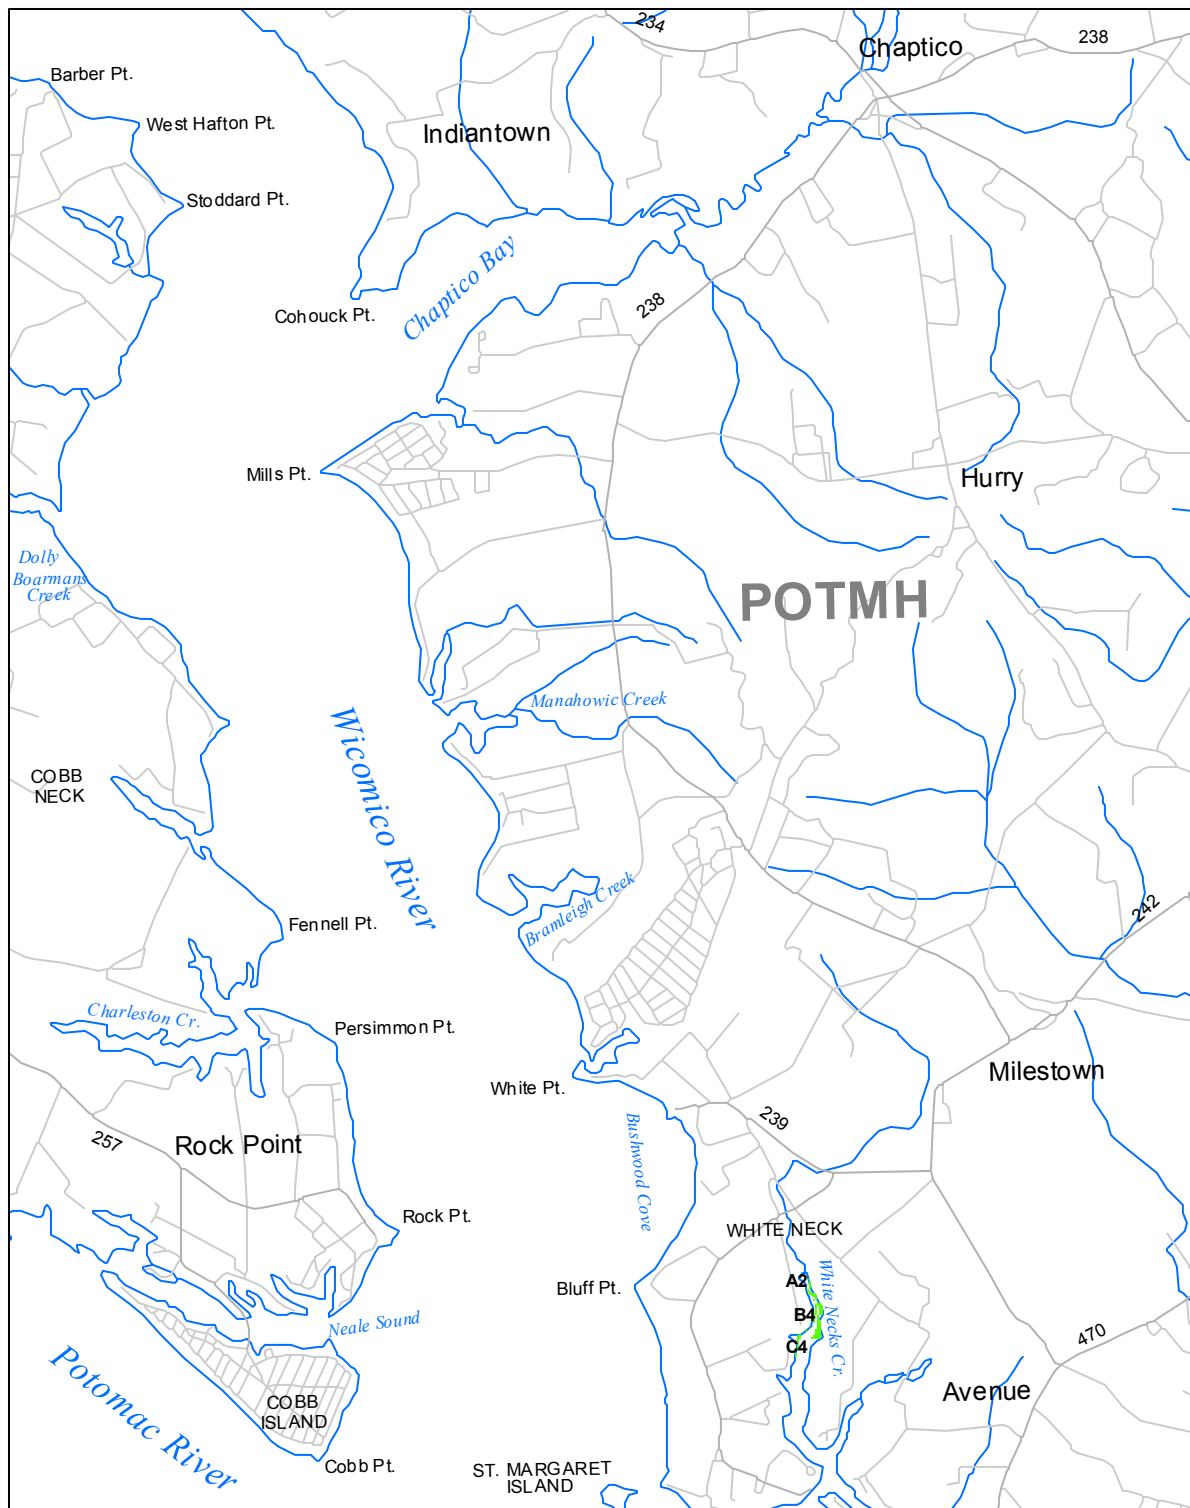 234
Chaptico
238
Barber Pt.
West Hafton Pt.
Indiantown
Stoddard Pt.
Chaptico Bay
Cohouck Pt.
238
Mills Pt.
Hurry
Dolly
Boarmans
Creek
POTMH
Manahowic Creek
Wicomico River
COBB
NECK
Bramleigh Creek
242
Fennell Pt.
Charleston Cr.
Persimmon Pt.
Milestown
White Pt.
239
257
Rock Point
Bushwood Cove
Rock Pt.
WHITE NECK
White Necks Cr.
A2
Bluff Pt.
B4
Neale Sound
C4
470
Potomac River
Avenue
COBB
ISLAND
Cobb Pt.
ST. MARGARET
ISLAND